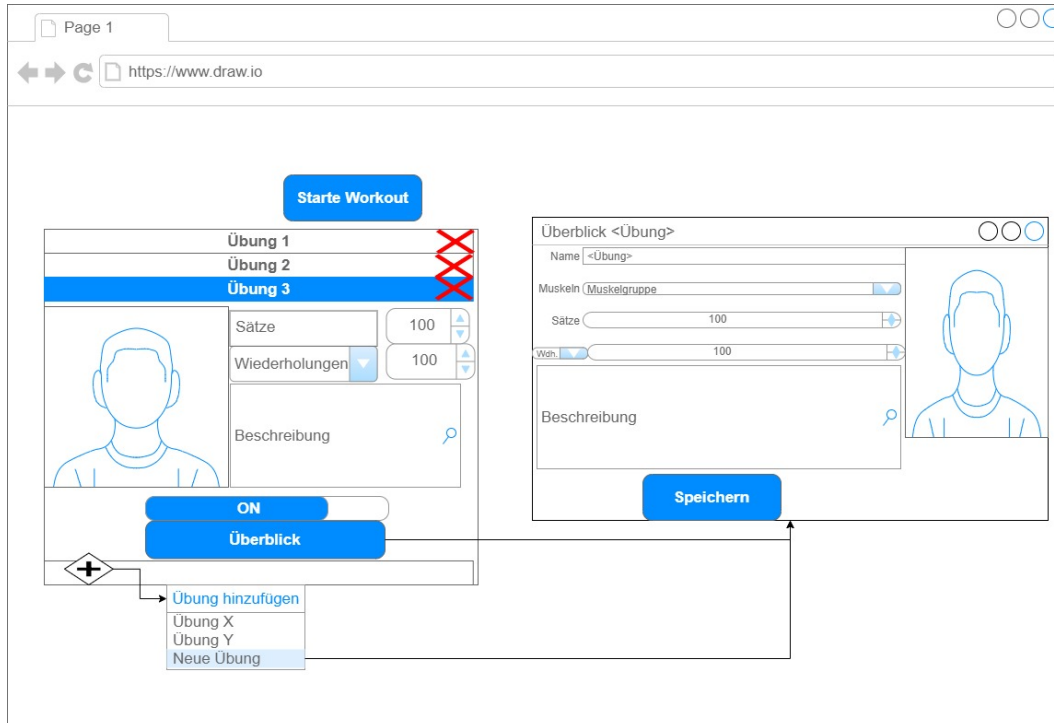 Page 1
https://www.draw.io
Starte Workout
Übung 1
Übung 2
Übung 3
Sätze
100
Wiederholungen
100
Beschreibung
ON
Überblick
Übung hinzufügen
Übung X
Übung Y
Neue Übung
Überblick <Übung>
Name
<Übung>
Muskeln
Muskelgruppe
Sätze
100
Wdh.
100
Beschreibung
Speichern